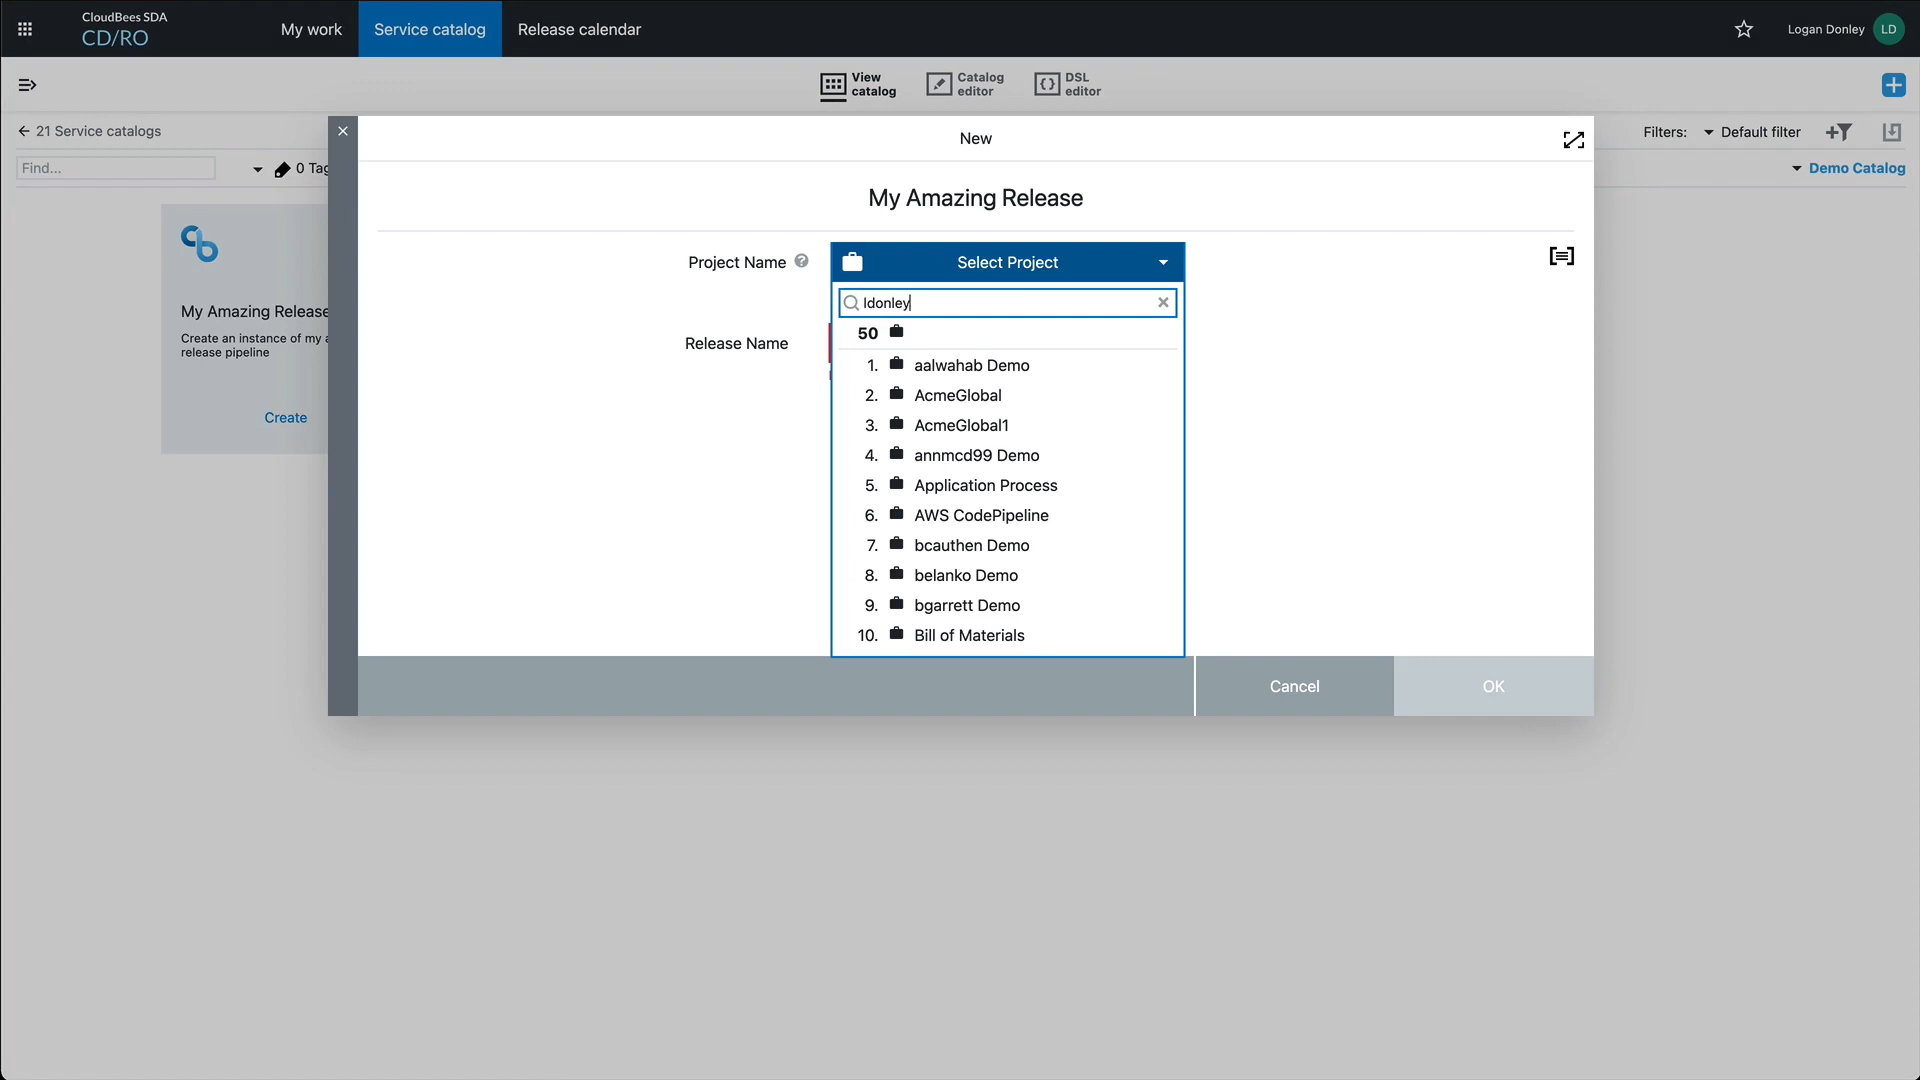 CloudBees SDA
CD/RO
My work
Service catalog
Release calendar
Logan Donley
LD
View
catalog
Catalog
editor
DSL
editor
21 Service catalogs
New
Filters:
Default filter
Find...
0 Tag
Demo Catalog
My Amazing Release
Project Name
Select Project
ldonley
50
Release Name
1. aalwahab Demo
2. AcmeGlobal
3. AcmeGlobal1
4. annmcd99 Demo
5. Application Process
6. AWS CodePipeline
7. bcauthen Demo
8. belanko Demo
9. bgarrett Demo
10. Bill of Materials
My Amazing Release
Create an instance of my a
release pipeline
Create
Cancel
OK